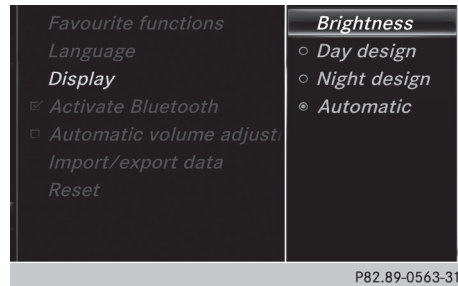 Favourite functions
Language
Display
Activate Bluetooth
Automatic volume adjust
Import/export data
Reset
Brightness
Day design
Night design
Automatic
P82.89-0563-31